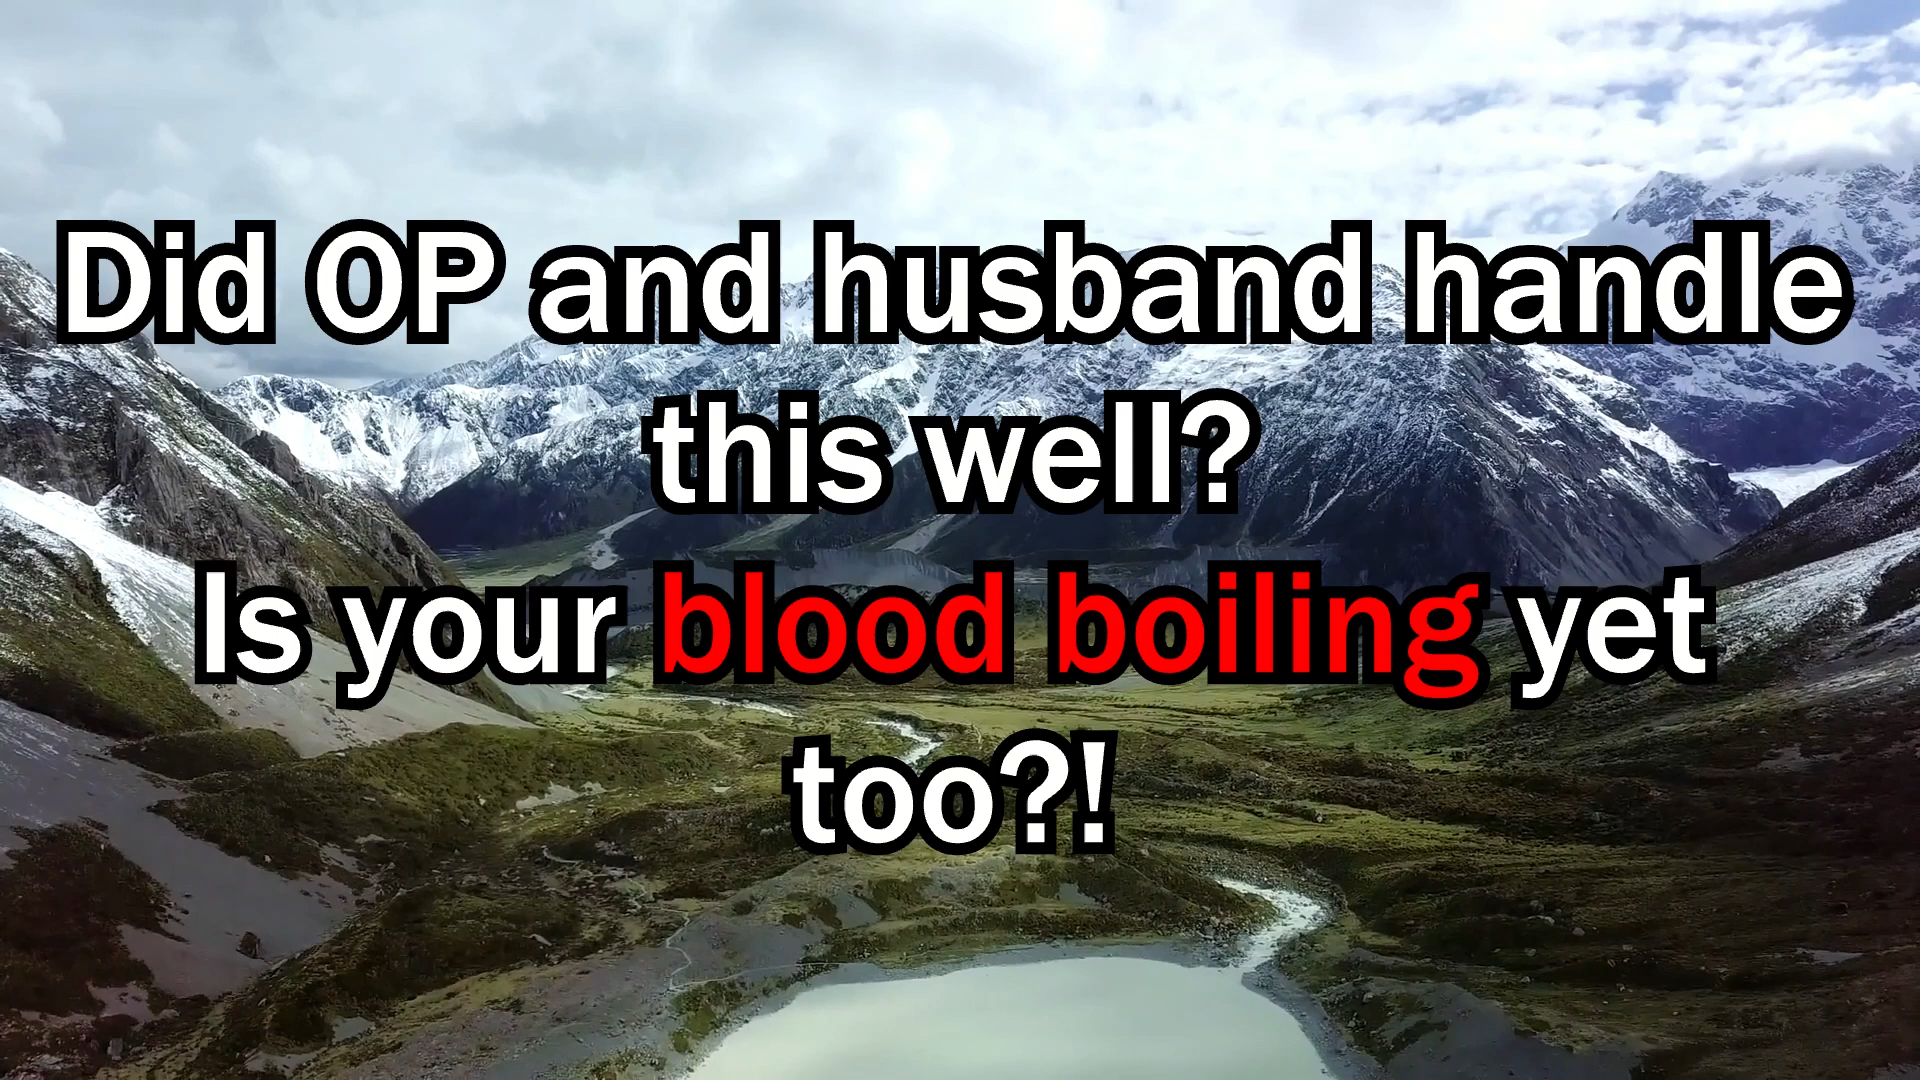 Did OP and husband handle
this well?
Is your blood boiling yet
too?!